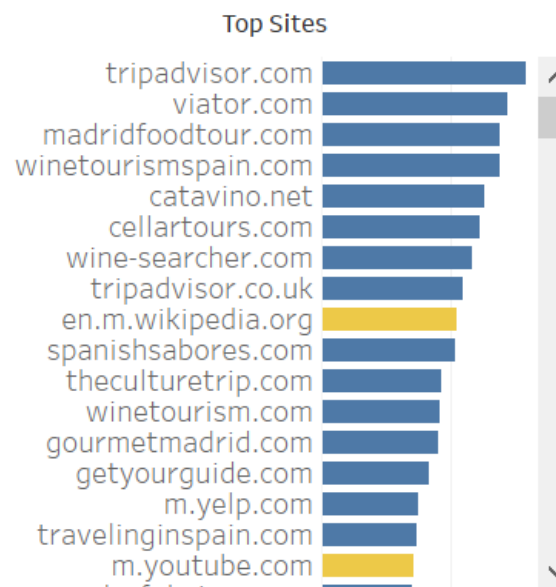 Top Sites
tripadvisor.com
viator.com
madridfoodtour.com
winetourismspain.com
catavino.net
cellartours.com
wine-searcher.com
tripadvisor.co.uk
en.m.wikipedia.org
spanishsabores.com
theculturetrip.com
winetourism.com
gourmetmadrid.com
getyourguide.com
m.yelp.com
travelinginspain.com
m.youtube.com